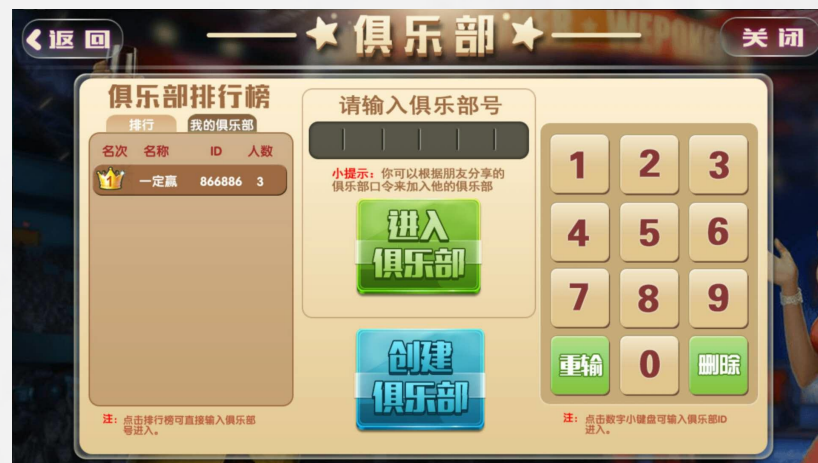 返回
俱乐部
WEPOKE
关闭
俱乐部排行榜
排行 我的俱乐部
名次 名称 ID 人数
1 一定赢 866886 3
注：点击排行榜可直接输入俱乐部
号进入。
请输入俱乐部号
小提示：你可以根据朋友分享的
俱乐部口令来加入他的俱乐部
进入
俱乐部
创建
俱乐部
1 2 3
4 5 6
7 8 9
重输 0 删除
注：点击数字小键盘可输入俱乐部ID
进入。